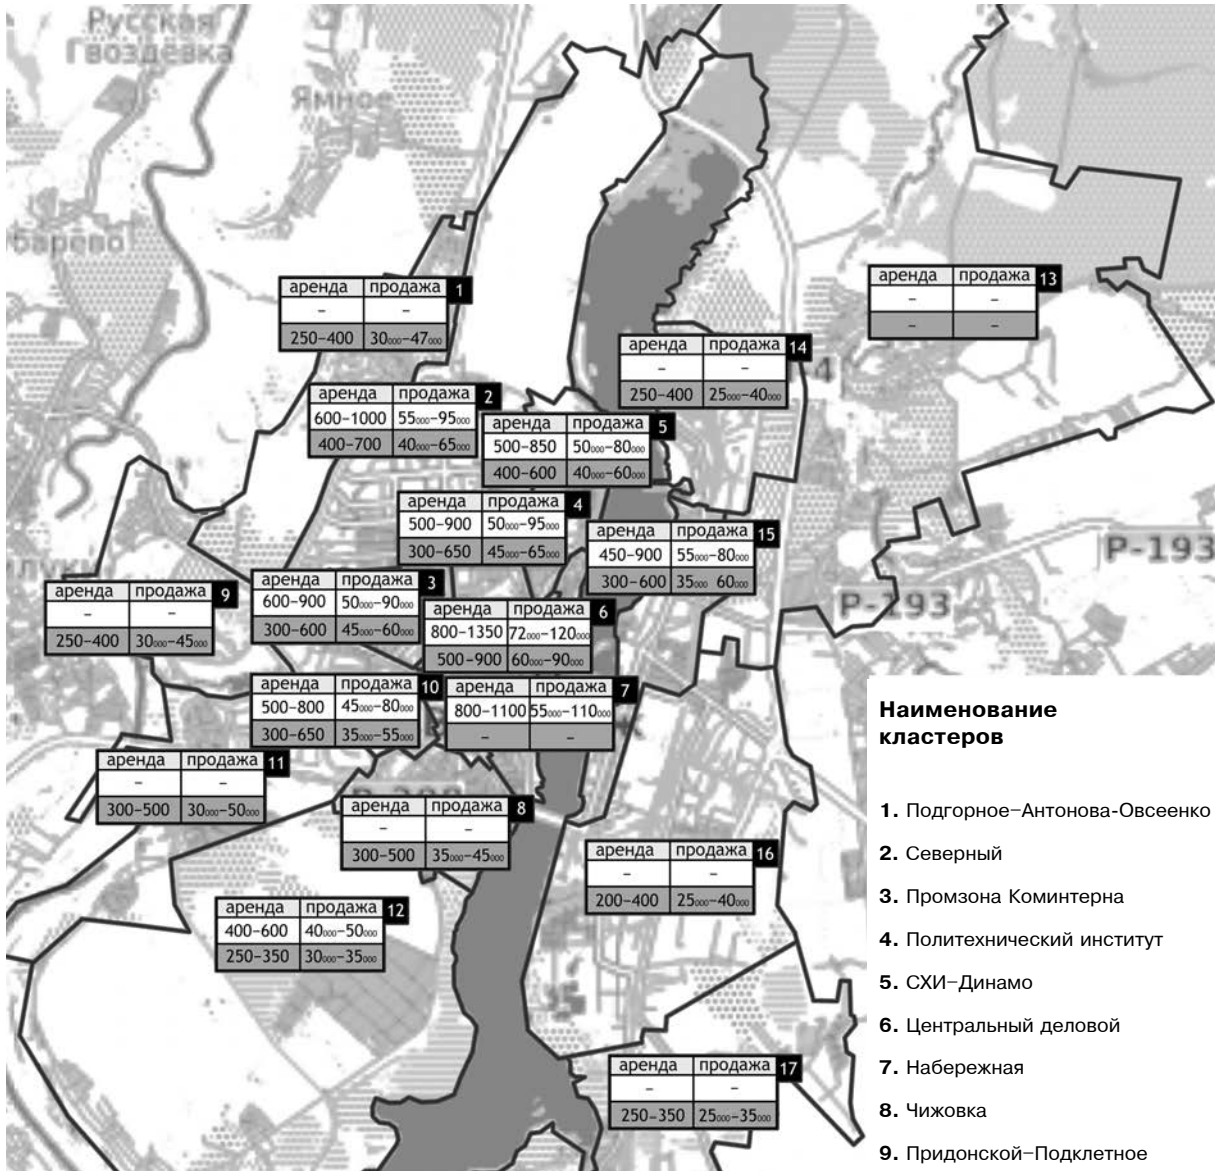 Русская
Гвоздёвка
Ямное
аренда продажа 1
– –
250–400 30000–47000
аренда продажа 13
– –
– –
аренда продажа 14
– –
250–400 25000–40000
4
аренда продажа 2
600–1000 55000–95000
400–700 40000–65000
аренда продажа 5
500–850 50000–80000
400–600 40000–60000
аренда продажа 4
500–900 50000–95000
300–650 45000–65000
аренда продажа 15
450–900 55000–80000
300–600 35000 60000
P-193
P-193
аренда продажа 9
– –
250–400 30000–45000
аренда продажа 3
600–900 50000–90000
300–600 45000–60000
аренда продажа 6
800–1350 72000–120000
500–900 60000–90000
аренда продажа 10
500–800 45000–80000
300–650 35000–55000
аренда продажа 7
800–1100 55000–110000
– –
аренда продажа 11
– –
300–500 30000–50000
аренда продажа 8
– –
300–500 35000–45000
аренда продажа 16
– –
200–400 25000–40000
аренда продажа 12
400–600 40000–50000
250–350 30000–35000
аренда продажа 17
– –
250–350 25000–35000
Наименование
кластеров
1. Подгорное–Антонова-Овсеенко
2. Северный
3. Промзона Коминтерна
4. Политехнический институт
5. СХИ–Динамо
6. Центральный деловой
7. Набережная
8. Чижовка
9. Придонской–Подклетное